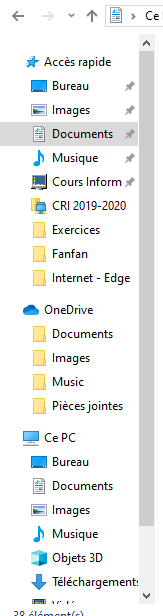 Ce
Accès rapide
Bureau
Images
Documents
Musique
Cours Inform
CRI 2019-2020
Exercices
Fanfan
Internet - Edge
OneDrive
Documents
Images
Music
Pièces jointes
Ce PC
Bureau
Documents
Images
Musique
Objets 3D
Téléchargements
38 élément(s)